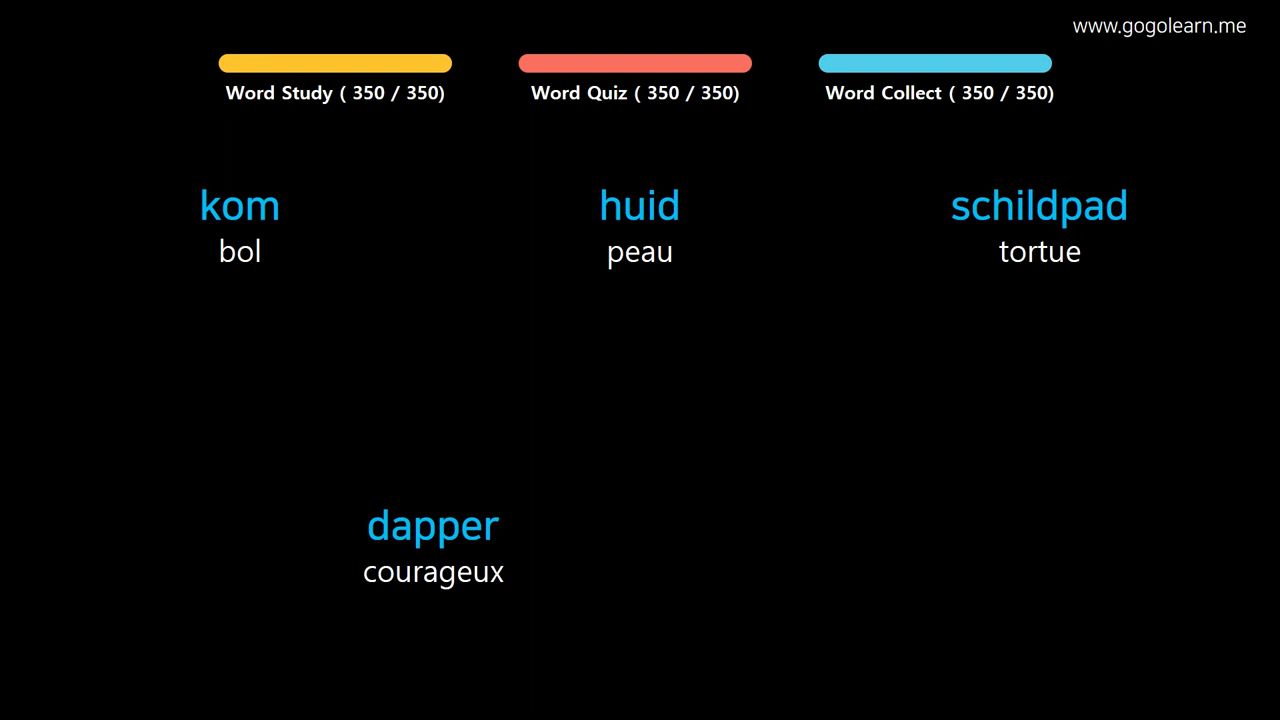 www.gogolearn.me
Word Study ( 350 / 350)
Word Quiz ( 350 / 350)
Word Collect ( 350 / 350)
kom
bol
huid
peau
schildpad
tortue
dapper
courageux